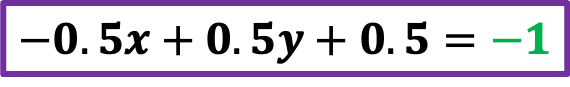 −0.5x + 0.5y + 0.5 = −1